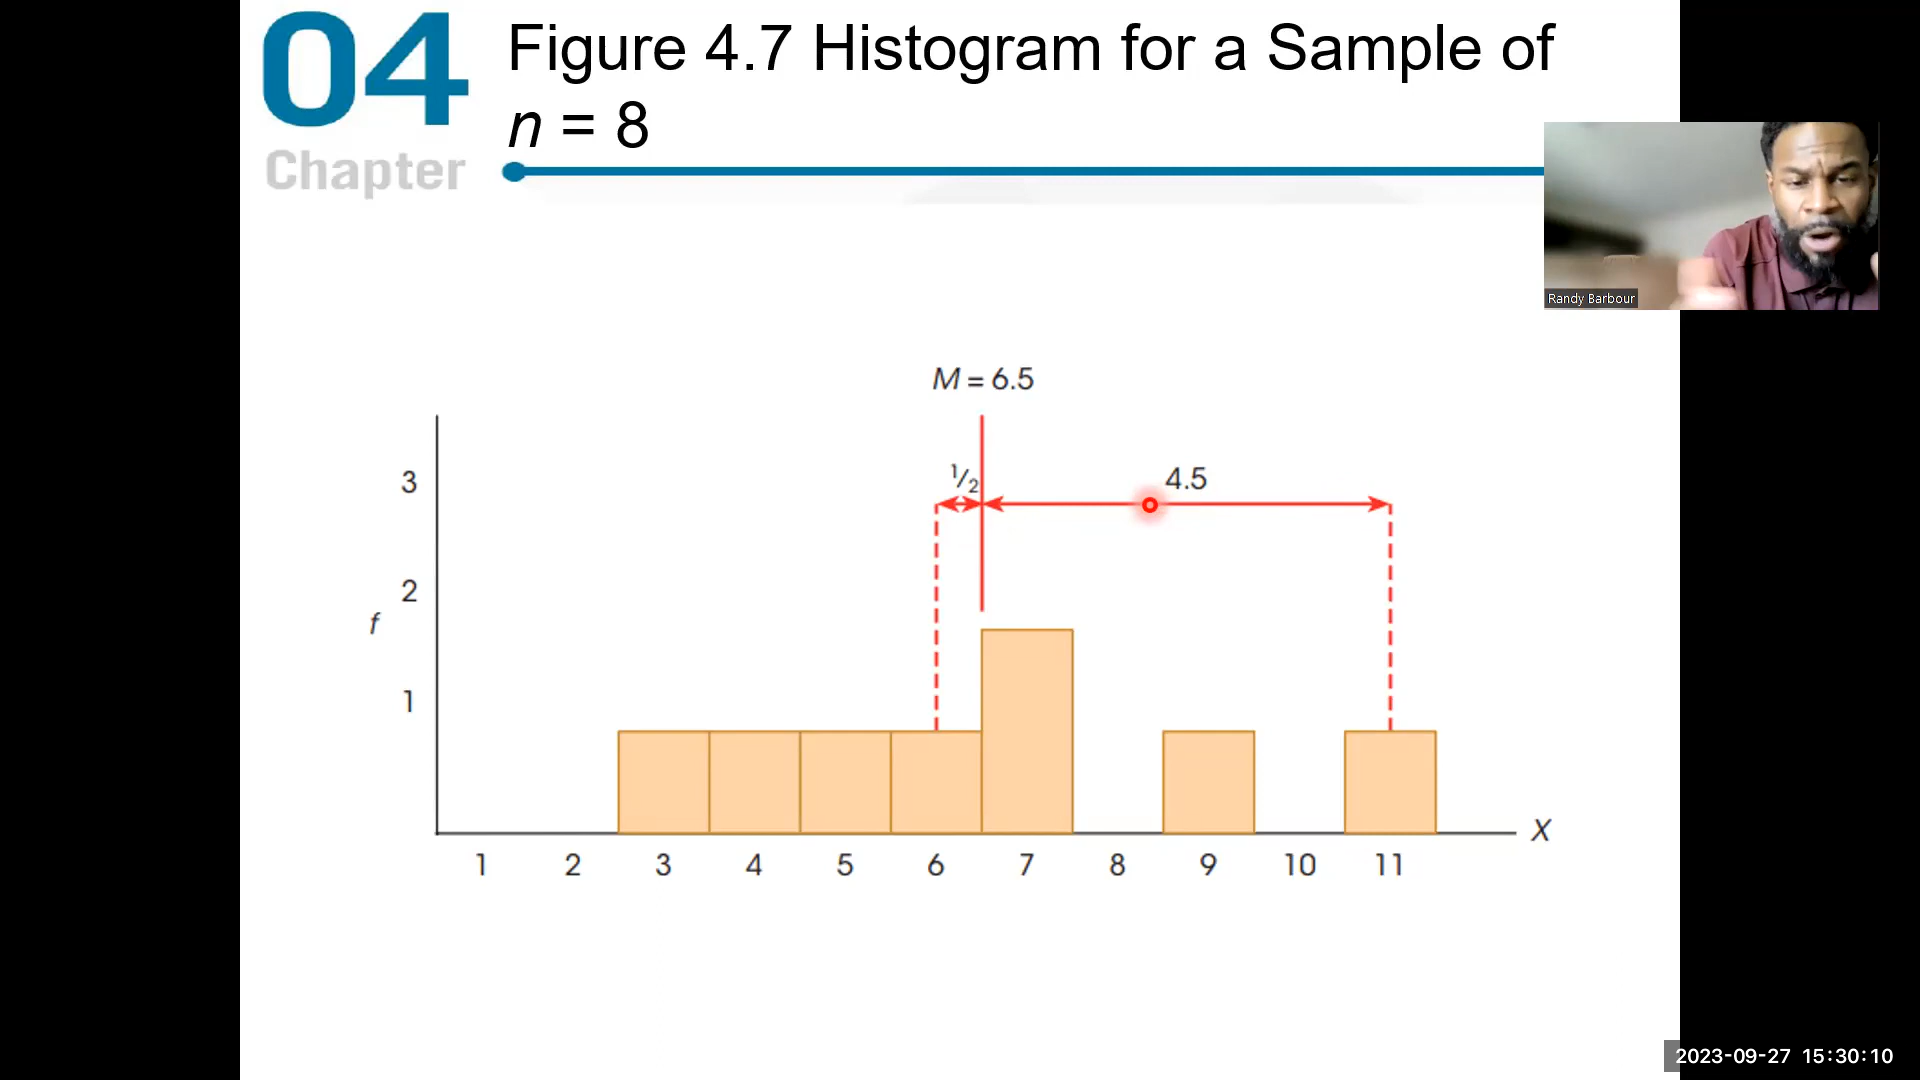 04
Chapter
Figure 4.7 Histogram for a Sample of
n = 8
Randy Barbour
M = 6.5
1/2
4.5
3
2
f
1
X
1 2 3 4 5 6 7 8 9 10 11
2023-09-27 15:30:10